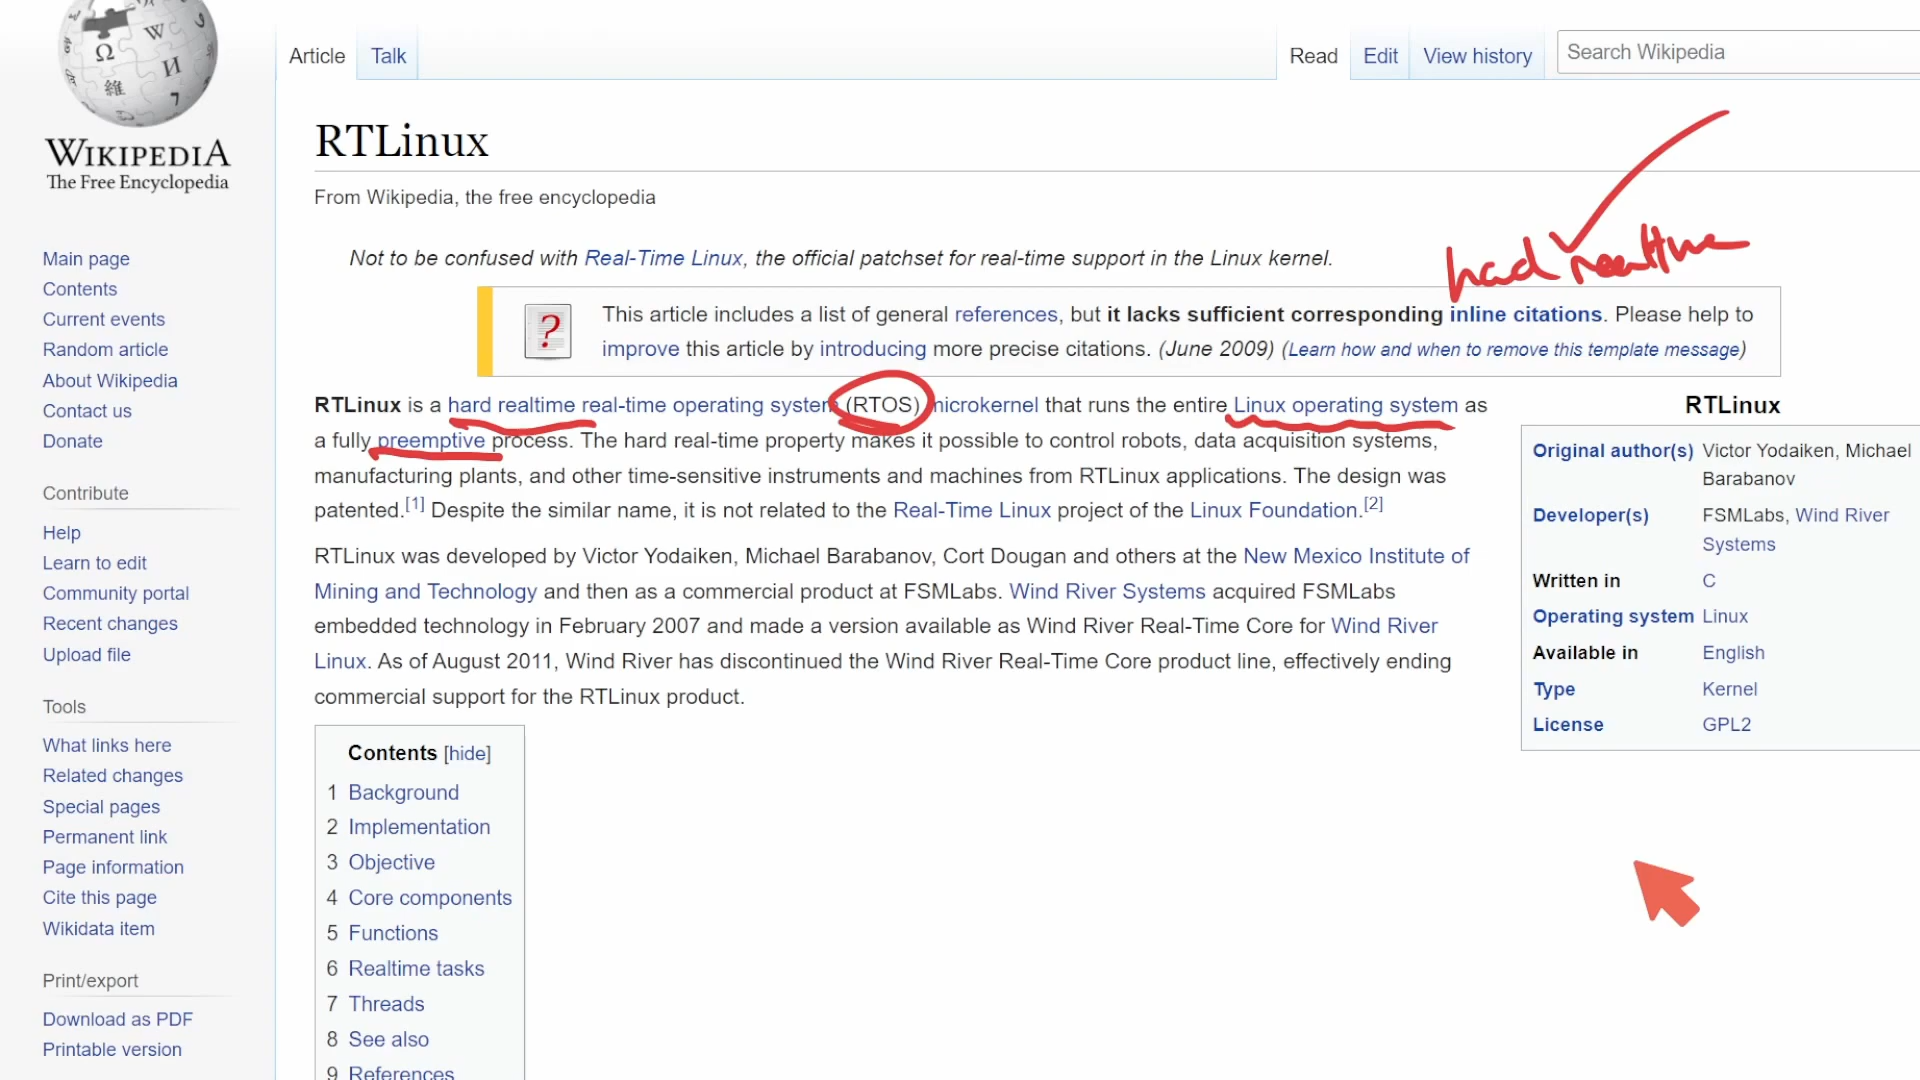 Ω W И 維 7
WIKIPEDIA
The Free Encyclopedia
Main page
Contents
Current events
Random article
About Wikipedia
Contact us
Donate
Contribute
Help
Learn to edit
Community portal
Recent changes
Upload file
Tools
What links here
Related changes
Special pages
Permanent link
Page information
Cite this page
Wikidata item
Print/export
Download as PDF
Printable version
Article Talk
Read Edit View history Search Wikipedia
RTLinux
From Wikipedia, the free encyclopedia
had realtime
Not to be confused with Real-Time Linux, the official patchset for real-time support in the Linux kernel.
?
This article includes a list of general references, but it lacks sufficient corresponding inline citations. Please help to
improve this article by introducing more precise citations. (June 2009) (Learn how and when to remove this template message)
RTLinux is a hard realtime real-time operating system (RTOS) microkernel that runs the entire Linux operating system as
a fully preemptive process. The hard real-time property makes it possible to control robots, data acquisition systems,
manufacturing plants, and other time-sensitive instruments and machines from RTLinux applications. The design was
patented.[1] Despite the similar name, it is not related to the Real-Time Linux project of the Linux Foundation.[2]
RTLinux was developed by Victor Yodaiken, Michael Barabanov, Cort Dougan and others at the New Mexico Institute of
Mining and Technology and then as a commercial product at FSMLabs. Wind River Systems acquired FSMLabs
embedded technology in February 2007 and made a version available as Wind River Real-Time Core for Wind River
Linux. As of August 2011, Wind River has discontinued the Wind River Real-Time Core product line, effectively ending
commercial support for the RTLinux product.
RTLinux
Original author(s) Victor Yodaiken, Michael
Barabanov
Developer(s) FSMLabs, Wind River
Systems
Written in C
Operating system Linux
Available in English
Type Kernel
License GPL2
Contents [hide]
1 Background
2 Implementation
3 Objective
4 Core components
5 Functions
6 Realtime tasks
7 Threads
8 See also
9 References